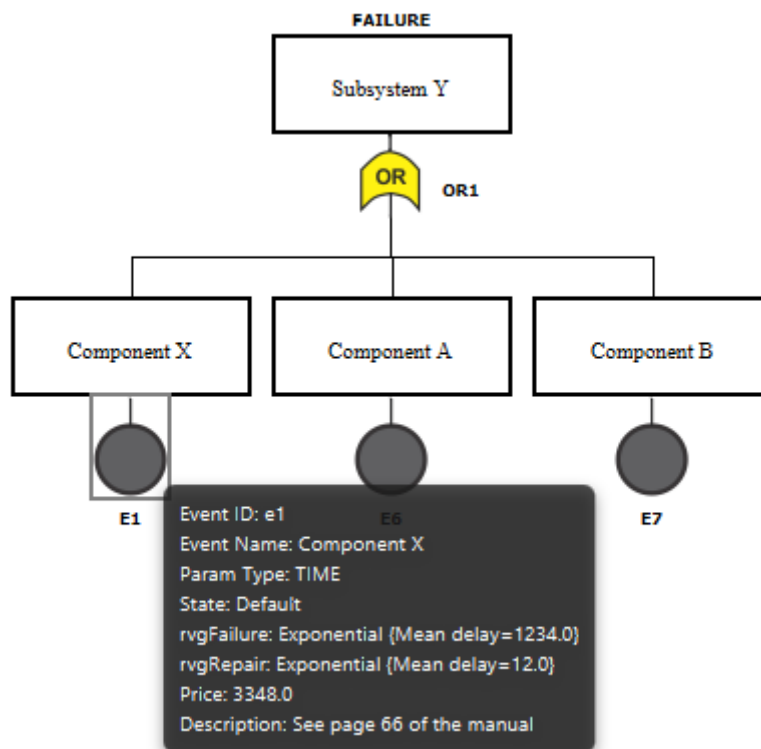 FAILURE
Subsystem Y
OR
OR1
Component X
Component A
Component B
E1
E6
E7
Event ID: e1
Event Name: Component X
Param Type: TIME
State: Default
rvgFailure: Exponential {Mean delay=1234.0}
rvgRepair: Exponential {Mean delay=12.0}
Price: 3348.0
Description: See page 66 of the manual